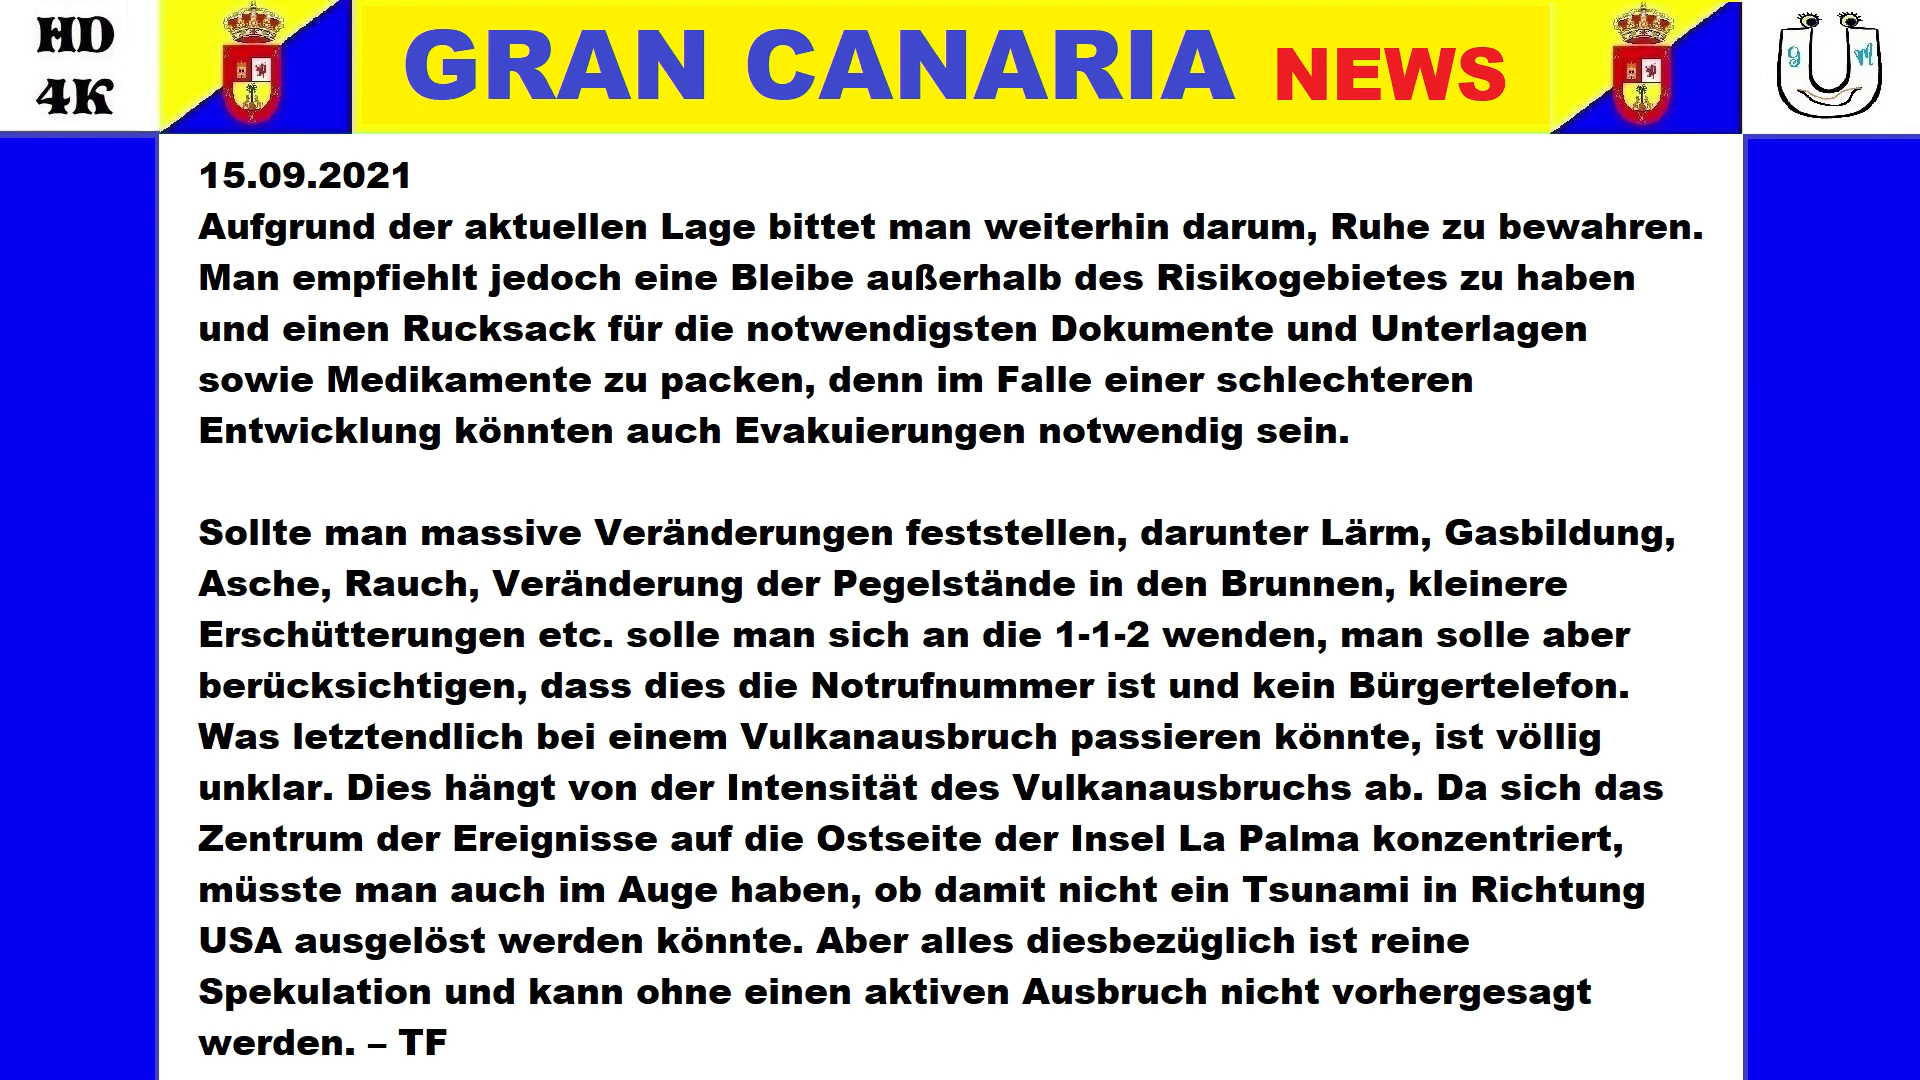 HD
4K
GRAN CANARIA NEWS
g m
15.09.2021
Aufgrund der aktuellen Lage bittet man weiterhin darum, Ruhe zu bewahren.
Man empfiehlt jedoch eine Bleibe außerhalb des Risikogebietes zu haben
und einen Rucksack für die notwendigsten Dokumente und Unterlagen
sowie Medikamente zu packen, denn im Falle einer schlechteren
Entwicklung könnten auch Evakuierungen notwendig sein.
Sollte man massive Veränderungen feststellen, darunter Lärm, Gasbildung,
Asche, Rauch, Veränderung der Pegelstände in den Brunnen, kleinere
Erschütterungen etc. solle man sich an die 1-1-2 wenden, man solle aber
berücksichtigen, dass dies die Notrufnummer ist und kein Bürgertelefon.
Was letztendlich bei einem Vulkanausbruch passieren könnte, ist völlig
unklar. Dies hängt von der Intensität des Vulkanausbruchs ab. Da sich das
Zentrum der Ereignisse auf die Ostseite der Insel La Palma konzentriert,
müsste man auch im Auge haben, ob damit nicht ein Tsunami in Richtung
USA ausgelöst werden könnte. Aber alles diesbezüglich ist reine
Spekulation und kann ohne einen aktiven Ausbruch nicht vorhergesagt
werden. – TF